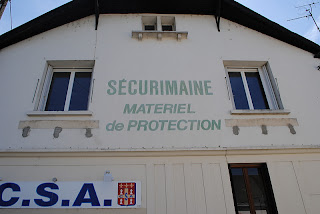 SÉCURIMAINE
MATERIEL
de PROTECTION
C.S.A.